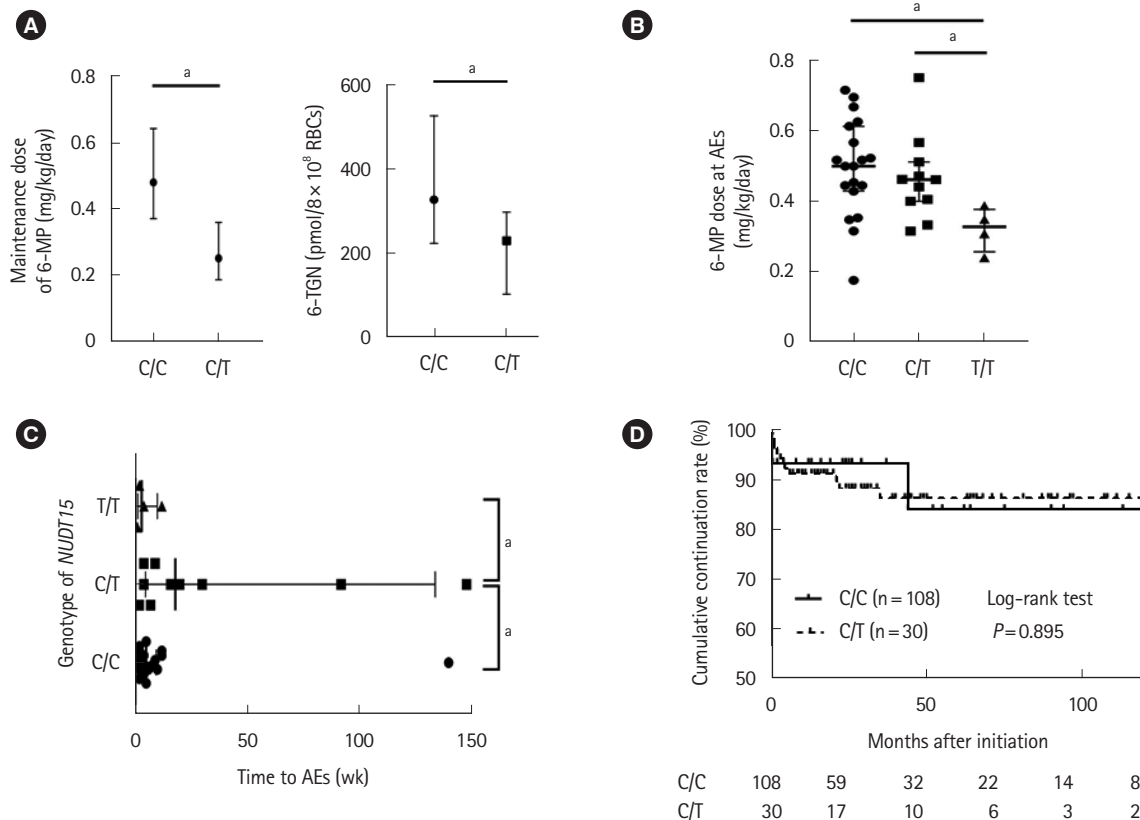 A
Maintenance dose
of 6-MP (mg/kg/day)
0.8
0.6
0.4
0.2
0
a
C/C
C/T
6-TGN (pmol/8×10⁸ RBCs)
600
400
200
0
a
C/C
C/T
B
6-MP dose at AEs
(mg/kg/day)
0.8
0.6
0.4
0.2
a
a
C/C
C/T
T/T
C
Genotype of NUDT15
T/T
C/T
C/C
a
a
0
50
100
150
Time to AEs (wk)
D
Cumulative continuation rate (%)
100
90
80
70
60
50
C/C (n=108)
Log-rank test
C/T (n=30)
P=0.895
0
50
100
Months after initiation
C/C 108 59 32 22 14 8
C/T 30 17 10 6 3 2